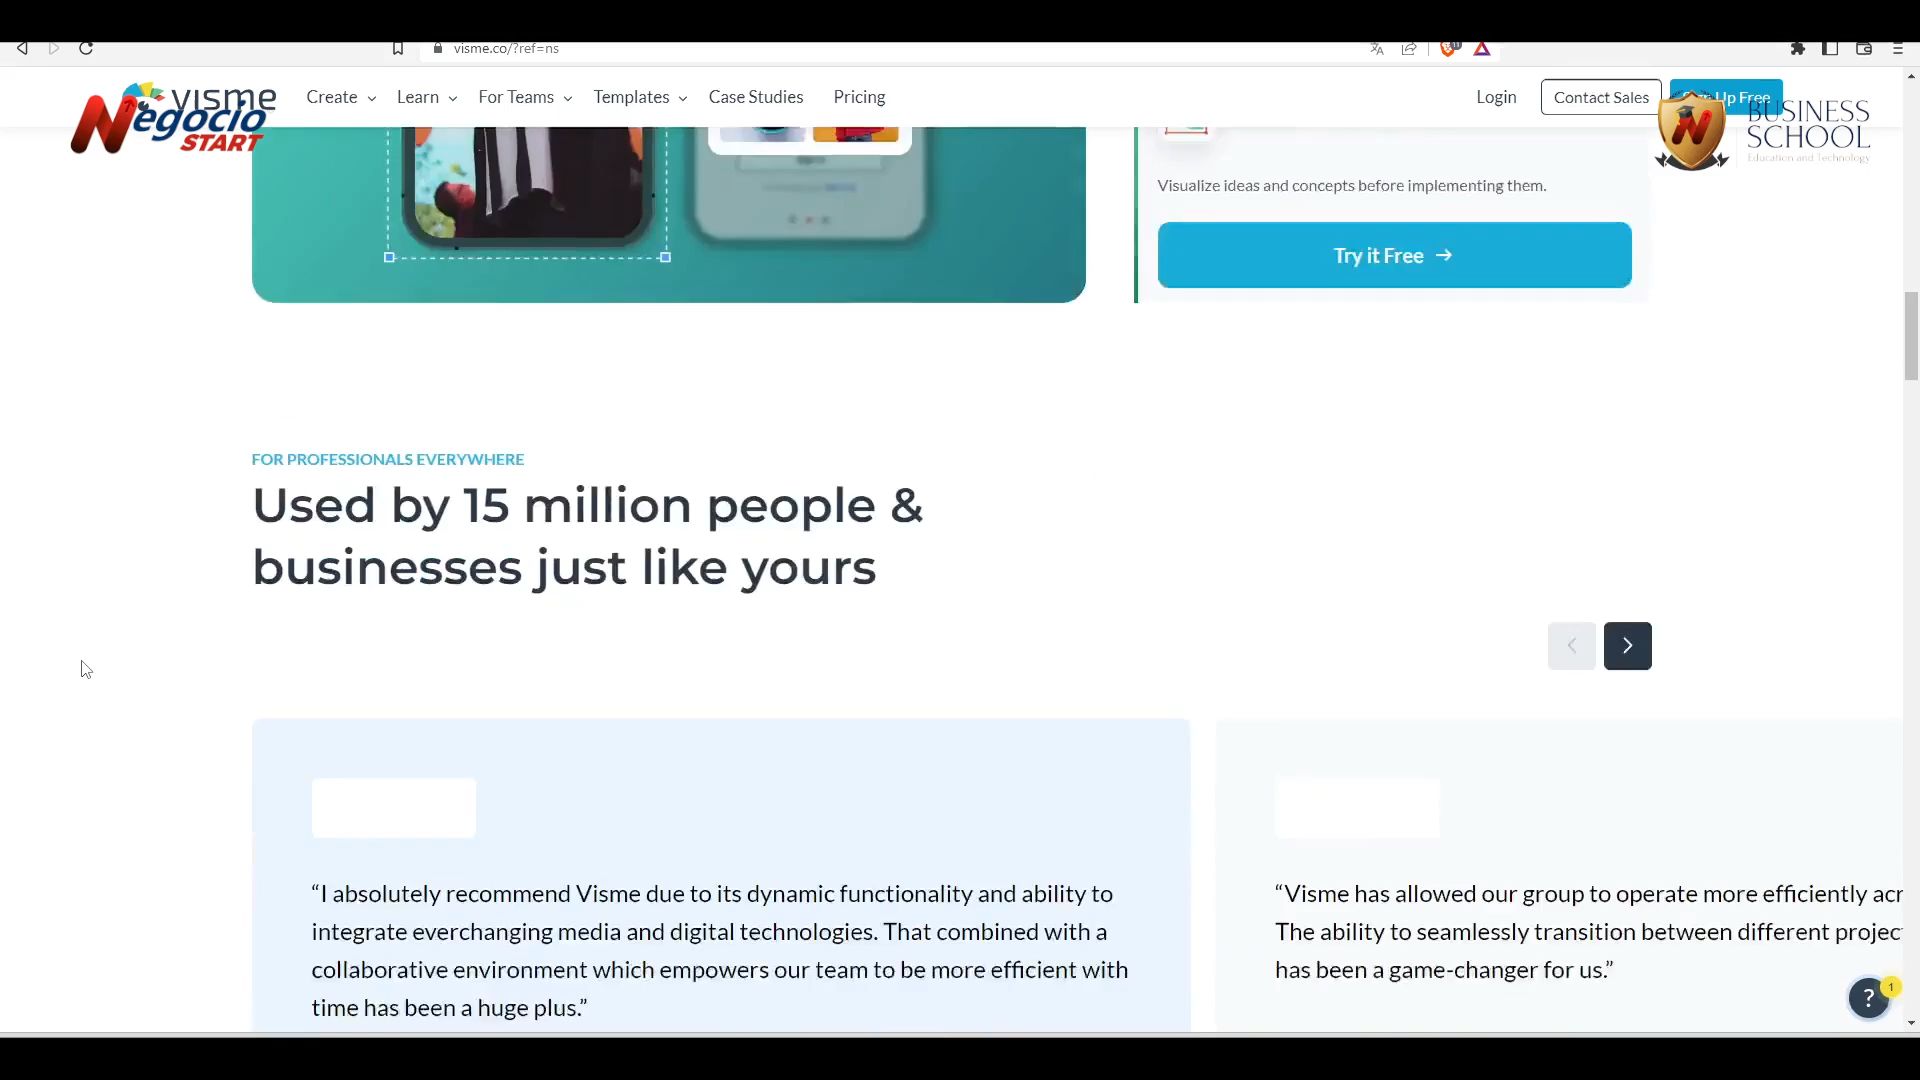 visme.co/?ref=ns
visme
Negocio
START
Create
Learn
For Teams
Templates
Case Studies
Pricing
Login
Contact Sales
Up Free
BUSINESS
SCHOOL
Education and Technology
Visualize ideas and concepts before implementing them.
Try it Free →
FOR PROFESSIONALS EVERYWHERE
Used by 15 million people &
businesses just like yours
“I absolutely recommend Visme due to its dynamic functionality and ability to
integrate everchanging media and digital technologies. That combined with a
collaborative environment which empowers our team to be more efficient with
time has been a huge plus.”
“Visme has allowed our group to operate more efficiently acr
The ability to seamlessly transition between different projec
has been a game-changer for us.”
?
1